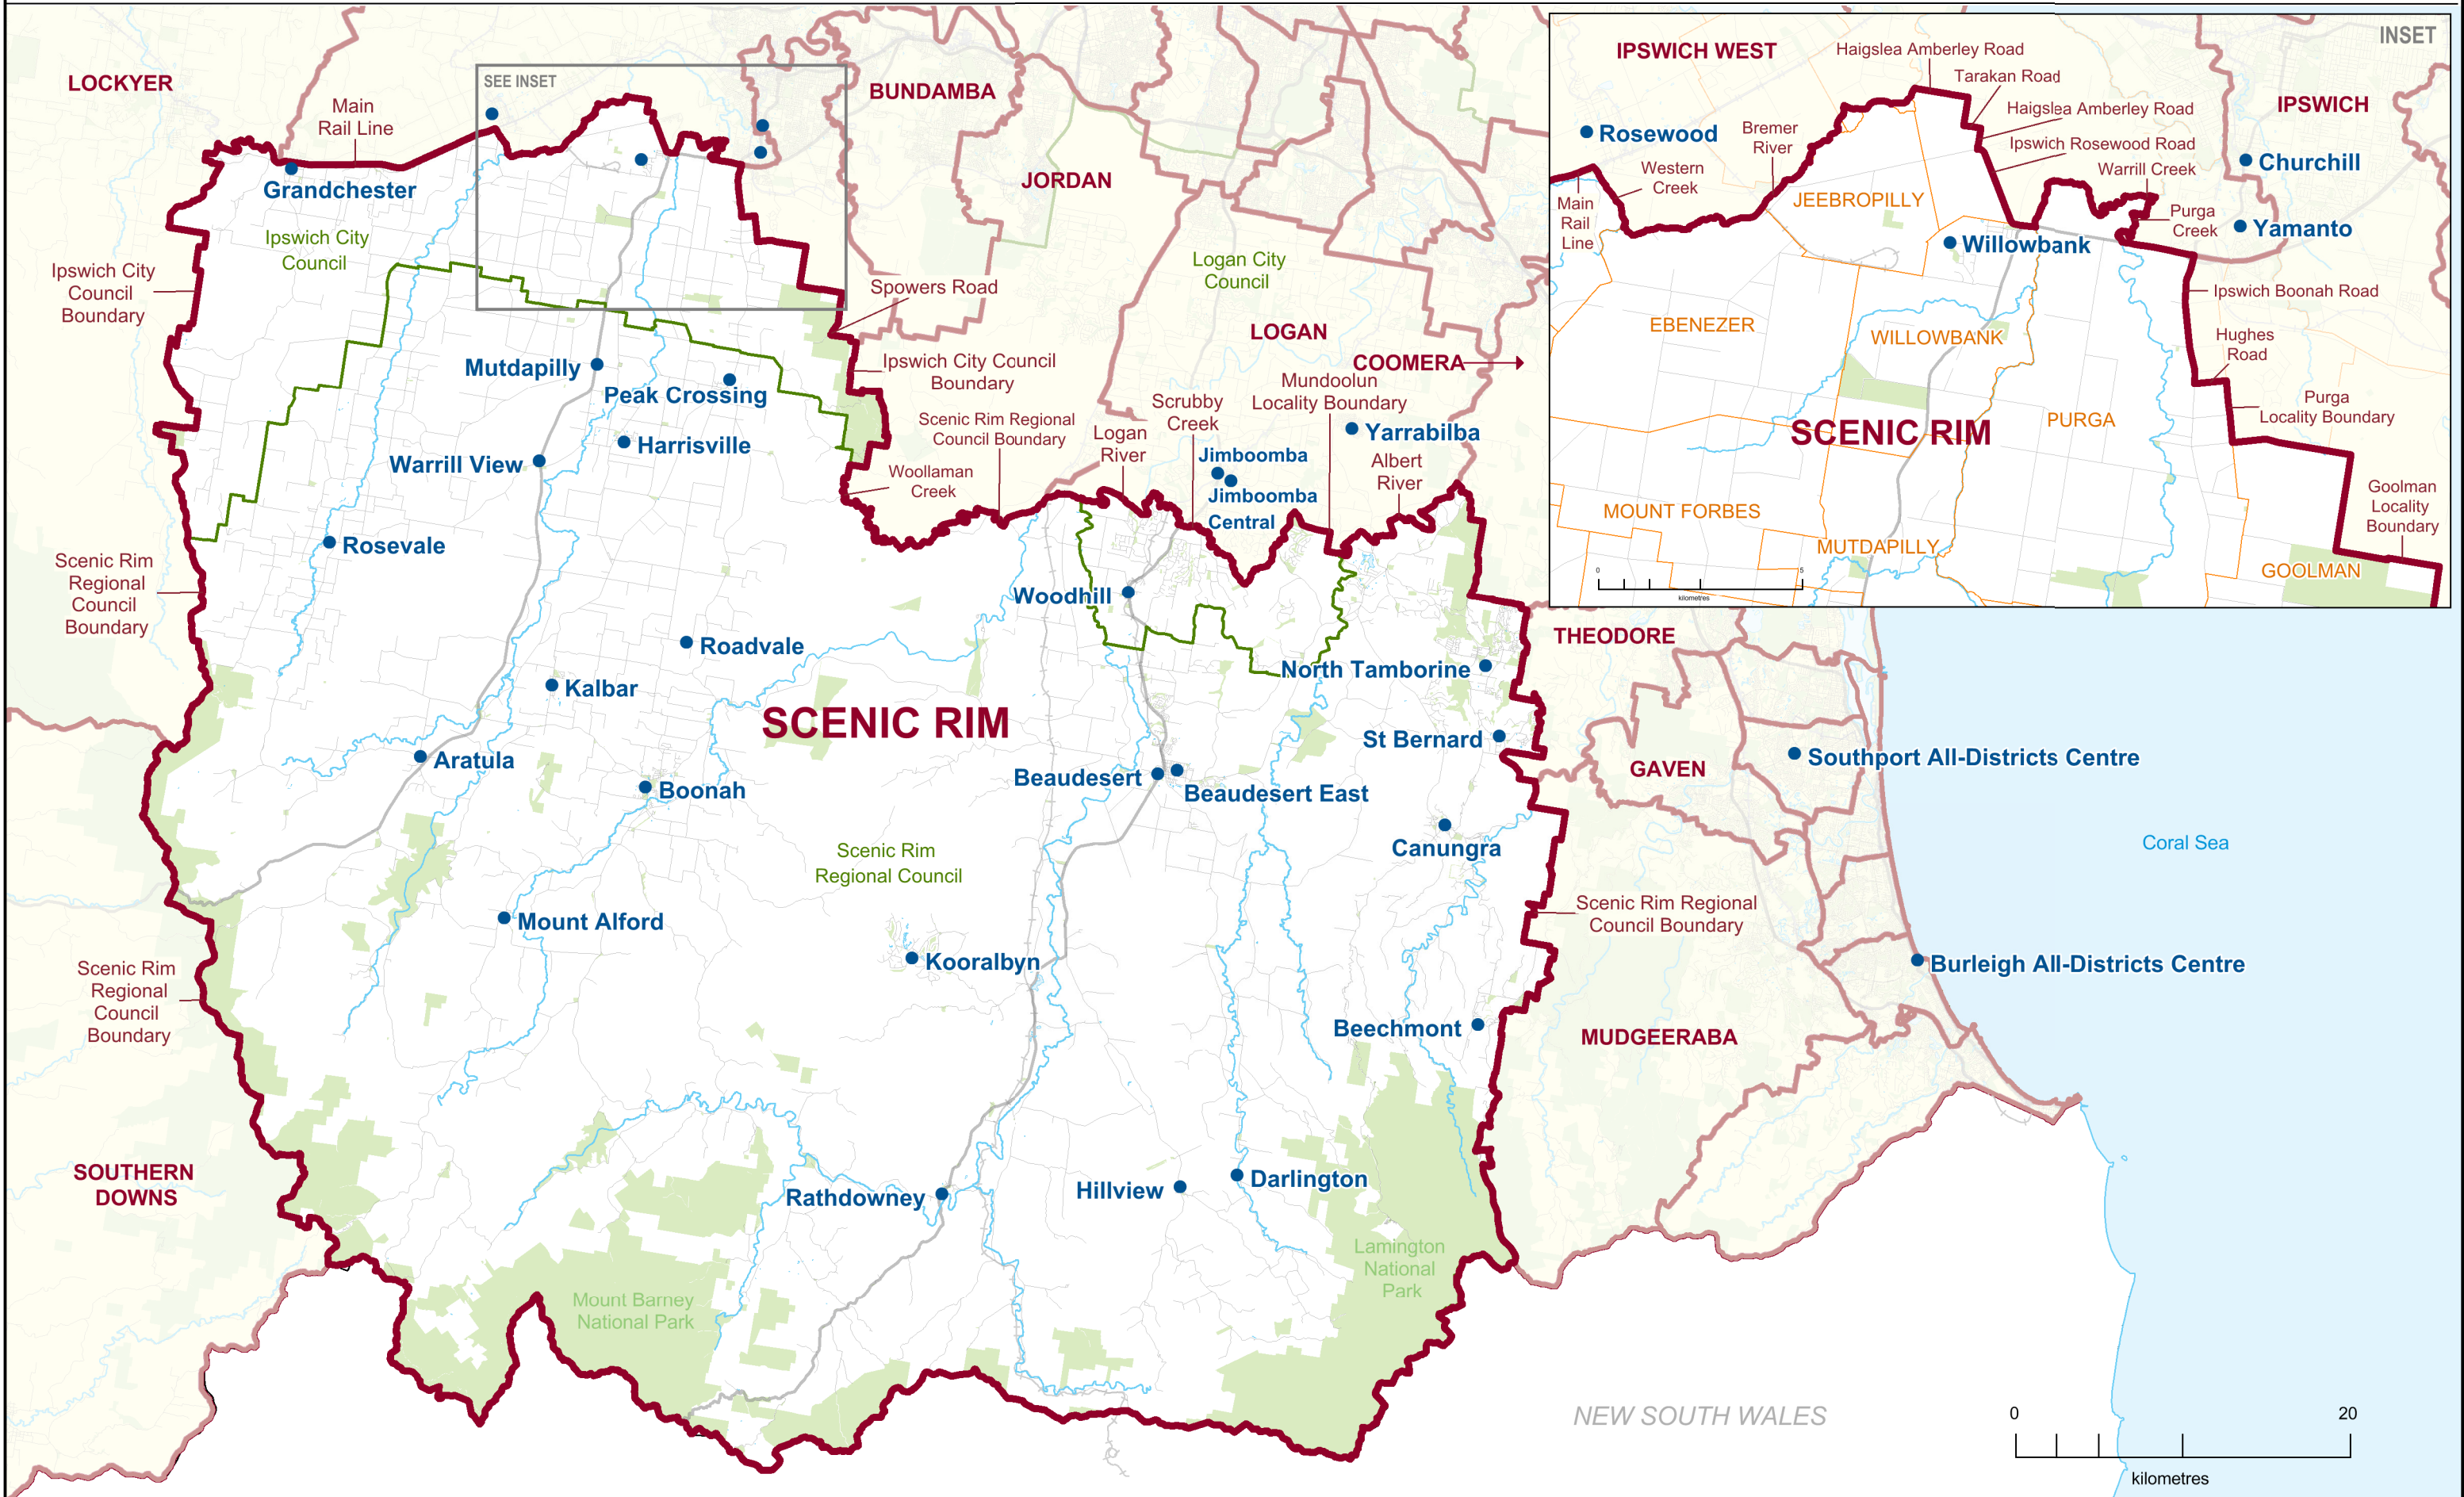 LOCKYER
Main
Rail Line
SEE INSET
BUNDAMBA
JORDAN
Grandchester
Ipswich City
Council
Ipswich City
Council
Boundary
Spowers Road
Logan City
Council
LOGAN
COOMERA
Ipswich City Council
Boundary
Mundoolun
Locality Boundary
Scrubby
Creek
Scenic Rim Regional
Council Boundary
Logan
River
Yarrabilba
Albert
River
Jimboomba
Jimboomba
Central
Woollaman
Creek
Mutdapilly
Peak Crossing
Harrisville
Warrill View
Rosevale
Scenic Rim
Regional
Council
Boundary
Woodhill
Roadvale
Kalbar
North Tamborine
SCENIC RIM
St Bernard
Aratula
Boonah
Beaudesert
Beaudesert East
Canungra
Scenic Rim
Regional Council
Mount Alford
Kooralbyn
Scenic Rim
Regional
Council
Boundary
Beechmont
Scenic Rim Regional
Council Boundary
THEODORE
GAVEN
Southport All-Districts Centre
Coral Sea
Burleigh All-Districts Centre
MUDGEERABA
SOUTHERN
DOWNS
Rathdowney
Hillview
Darlington
Lamington
National
Park
Mount Barney
National Park
NEW SOUTH WALES
0
20
kilometres
INSET
IPSWICH WEST
Haigslea Amberley Road
Tarakan Road
IPSWICH
Haigslea Amberley Road
Rosewood
Bremer
River
Ipswich Rosewood Road
Western
Creek
Warrill Creek
Churchill
Main
Rail
Line
JEEBROPILLY
Purga
Creek
Yamanto
Willowbank
Ipswich Boonah Road
EBENEZER
WILLOWBANK
Hughes
Road
SCENIC RIM
PURGA
Purga
Locality Boundary
MOUNT FORBES
Goolman
Locality
Boundary
MUTDAPILLY
GOOLMAN
0
5
kilometres